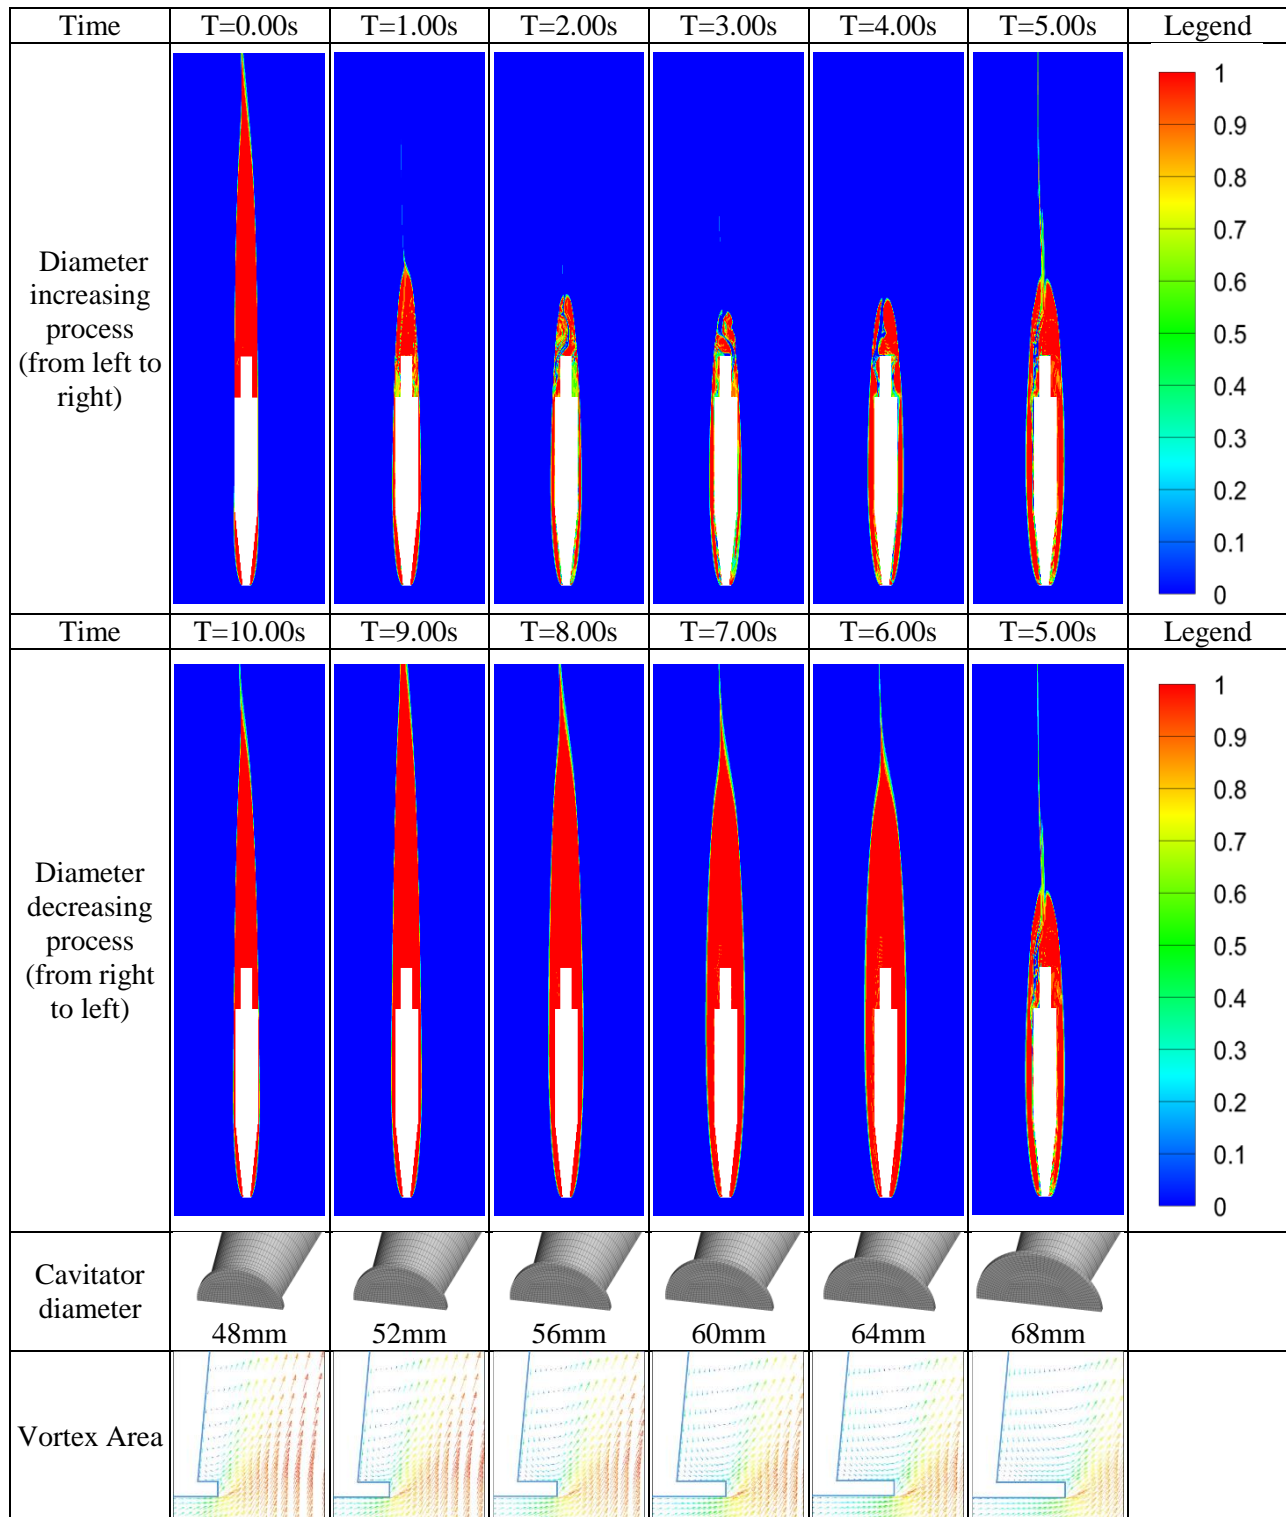 Time T=0.00s T=1.00s T=2.00s T=3.00s T=4.00s T=5.00s Legend
Diameter
increasing
process
(from left to
right)
1
0.9
0.8
0.7
0.6
0.5
0.4
0.3
0.2
0.1
0
Time T=10.00s T=9.00s T=8.00s T=7.00s T=6.00s T=5.00s Legend
Diameter
decreasing
process
(from right
to left)
1
0.9
0.8
0.7
0.6
0.5
0.4
0.3
0.2
0.1
0
Cavitator
diameter
48mm 52mm 56mm 60mm 64mm 68mm
Vortex Area